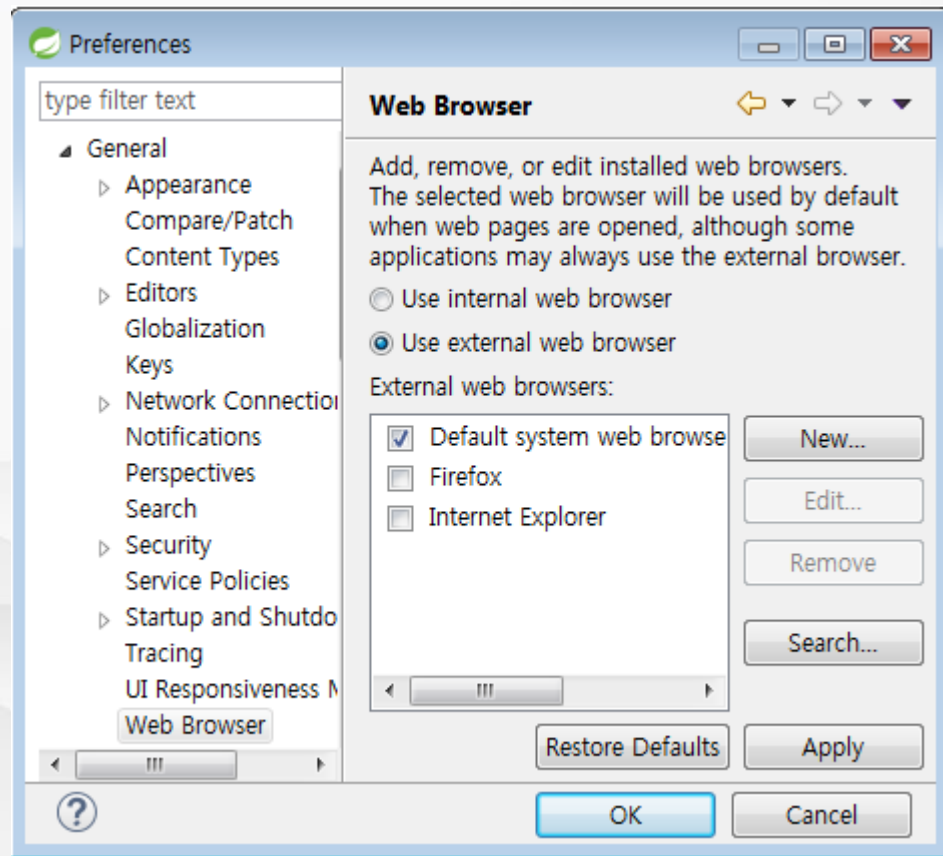 Preferences
type filter text
General
Appearance
Compare/Patch
Content Types
Editors
Globalization
Keys
Network Connection
Notifications
Perspectives
Search
Security
Service Policies
Startup and Shutdo
Tracing
UI Responsiveness M
Web Browser
Web Browser
Add, remove, or edit installed web browsers.
The selected web browser will be used by default
when web pages are opened, although some
applications may always use the external browser.
Use internal web browser
Use external web browser
External web browsers:
Default system web browse
Firefox
Internet Explorer
New...
Edit...
Remove
Search...
Restore Defaults
Apply
OK
Cancel